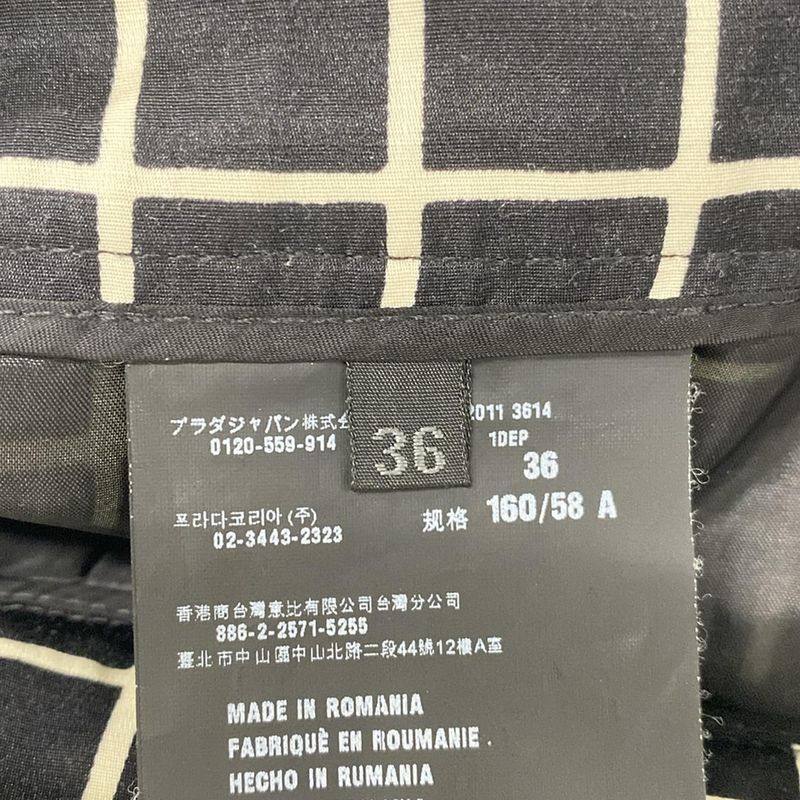 プラダジャパン株式会
2011 3614
0120-559-914
1DEP
36
36
프라다코리아 (주)
规格 160/58 A
02-3443-2323
香港商台灣意比有限公司台灣分公司
886-2-2571-5255
臺北市中山區中山北路二段44號12樓A室
MADE IN ROMANIA
FABRIQUÈ EN ROUMANIE .
HECHO IN RUMANIA